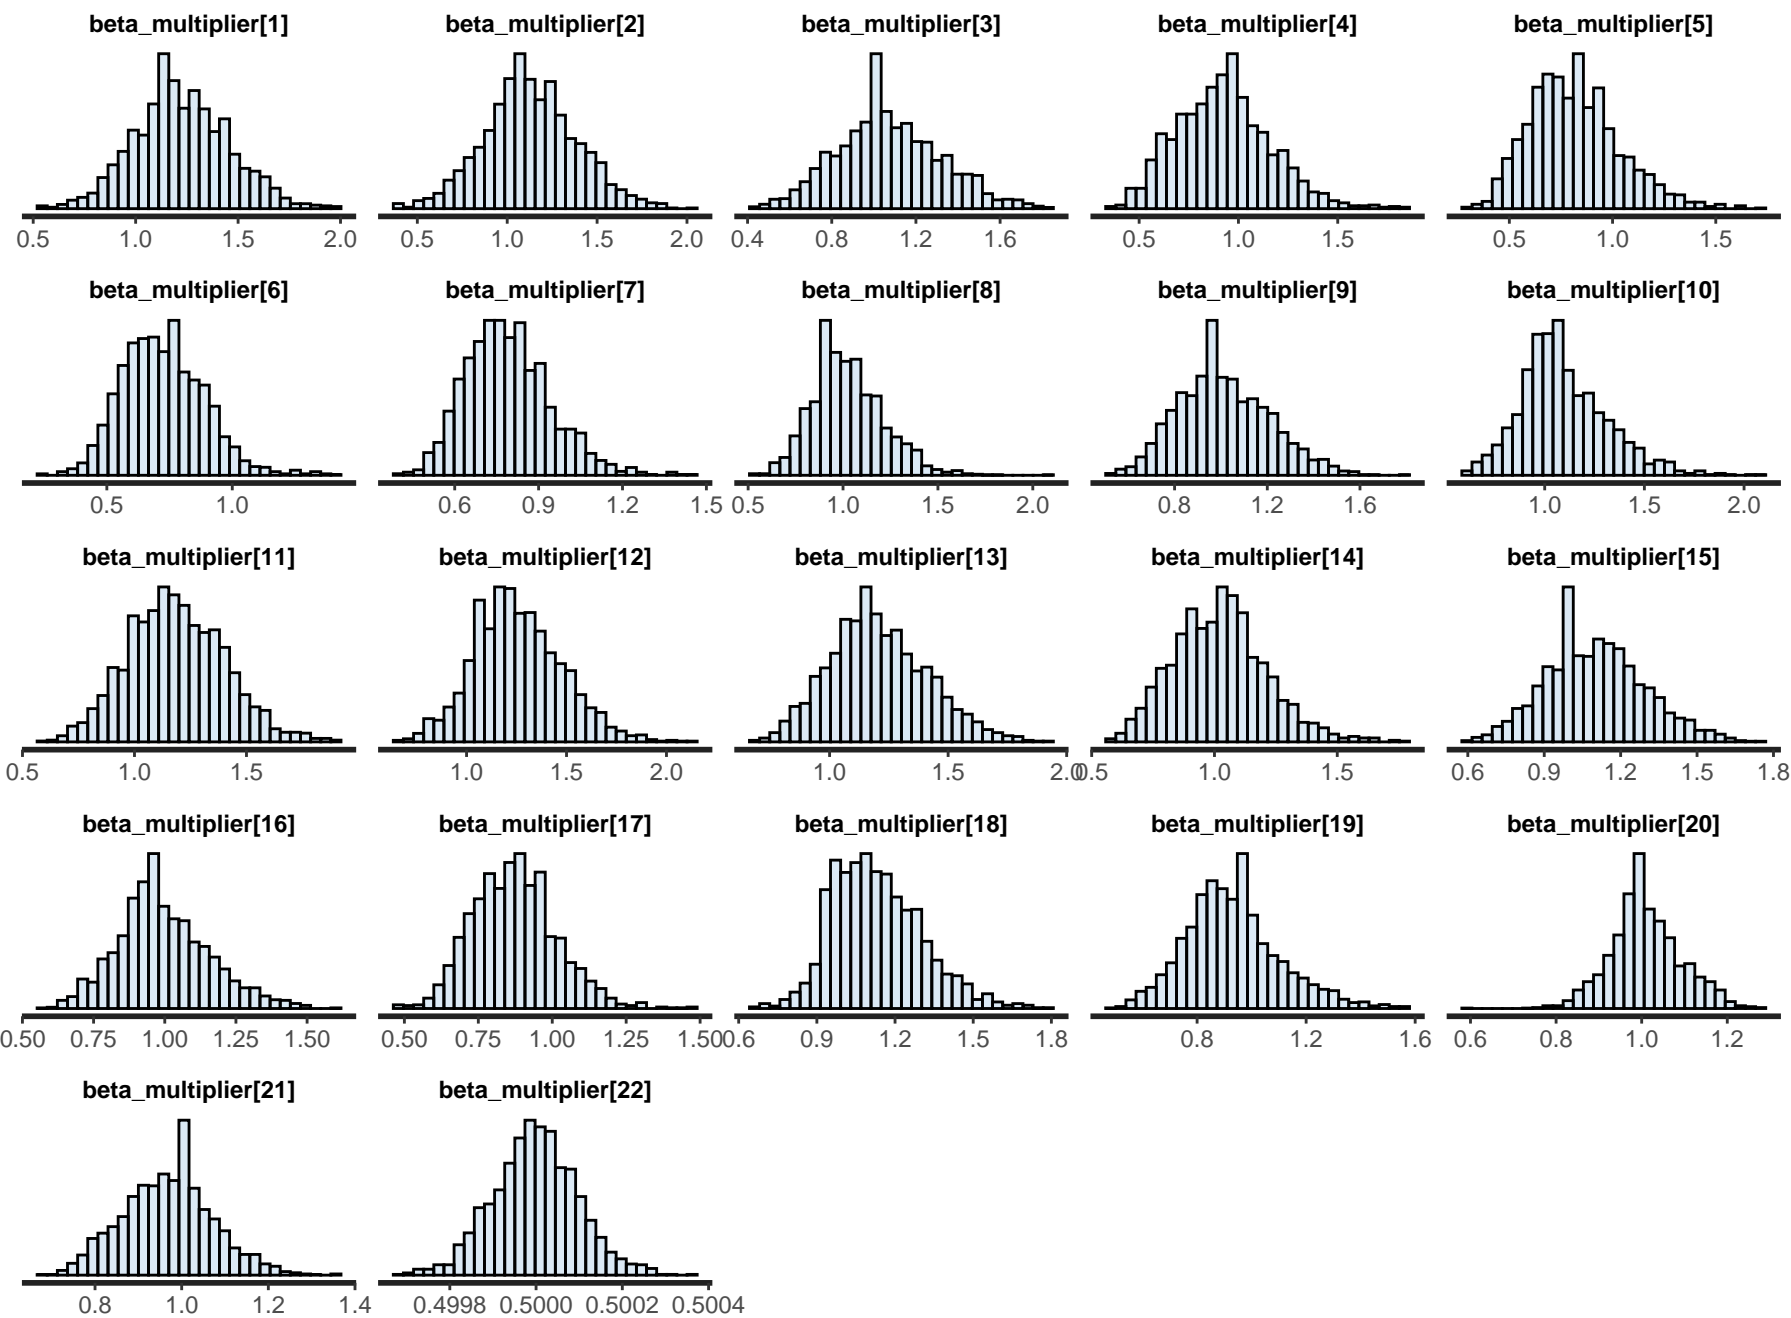 beta_multiplier[1] beta_multiplier[2] beta_multiplier[3] beta_multiplier[4] beta_multiplier[5]
0.5 1.0 1.5 2.0 0.5 1.0 1.5 2.0 0.4 0.8 1.2 1.6 0.5 1.0 1.5 0.5 1.0 1.5
beta_multiplier[6] beta_multiplier[7] beta_multiplier[8] beta_multiplier[9] beta_multiplier[10]
0.5 1.0 0.6 0.9 1.2 1.5 0.5 1.0 1.5 2.0 0.8 1.2 1.6 1.0 1.5 2.0
beta_multiplier[11] beta_multiplier[12] beta_multiplier[13] beta_multiplier[14] beta_multiplier[15]
0.5 1.0 1.5 1.0 1.5 2.0 1.0 1.5 2.0 0.5 1.0 1.5 0.6 0.9 1.2 1.5 1.8
beta_multiplier[16] beta_multiplier[17] beta_multiplier[18] beta_multiplier[19] beta_multiplier[20]
0.50 0.75 1.00 1.25 1.50 0.50 0.75 1.00 1.25 1.50 0.6 0.9 1.2 1.5 1.8 0.8 1.2 1.6 0.6 0.8 1.0 1.2
beta_multiplier[21] beta_multiplier[22]
0.8 1.0 1.2 1.4 0.4998 0.5000 0.5002 0.5004